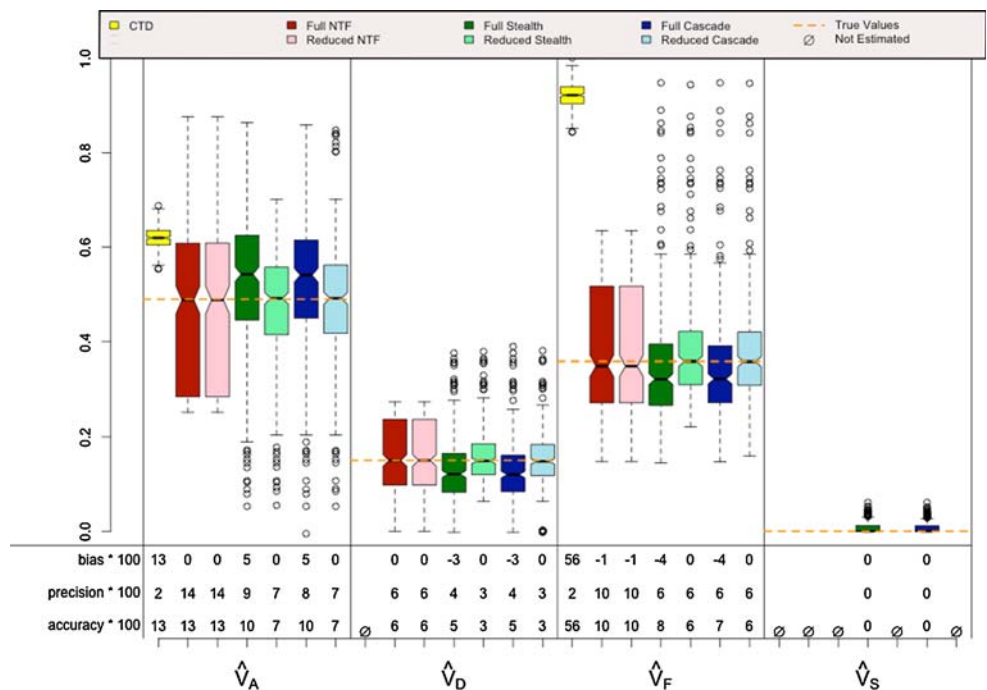 CTD Full NTF Full Stealth Full Cascade True Values
Reduced NTF Reduced Stealth Reduced Cascade Not Estimated
1.0
0.8
0.6
0.4
0.2
0.0
bias * 100 13 0 0 5 0 5 0 0 0 -3 0 -3 0 56 -1 -1 -4 0 -4 0 0 0
precision * 100 2 14 14 9 7 8 7 6 6 4 3 4 3 2 10 10 6 6 6 6 0 0
accuracy * 100 13 13 13 10 7 10 7 ∅ 6 6 5 3 5 3 56 10 10 8 6 7 6 ∅ ∅ ∅ 0 ∅ 0 ∅
V̂A V̂D V̂F V̂S